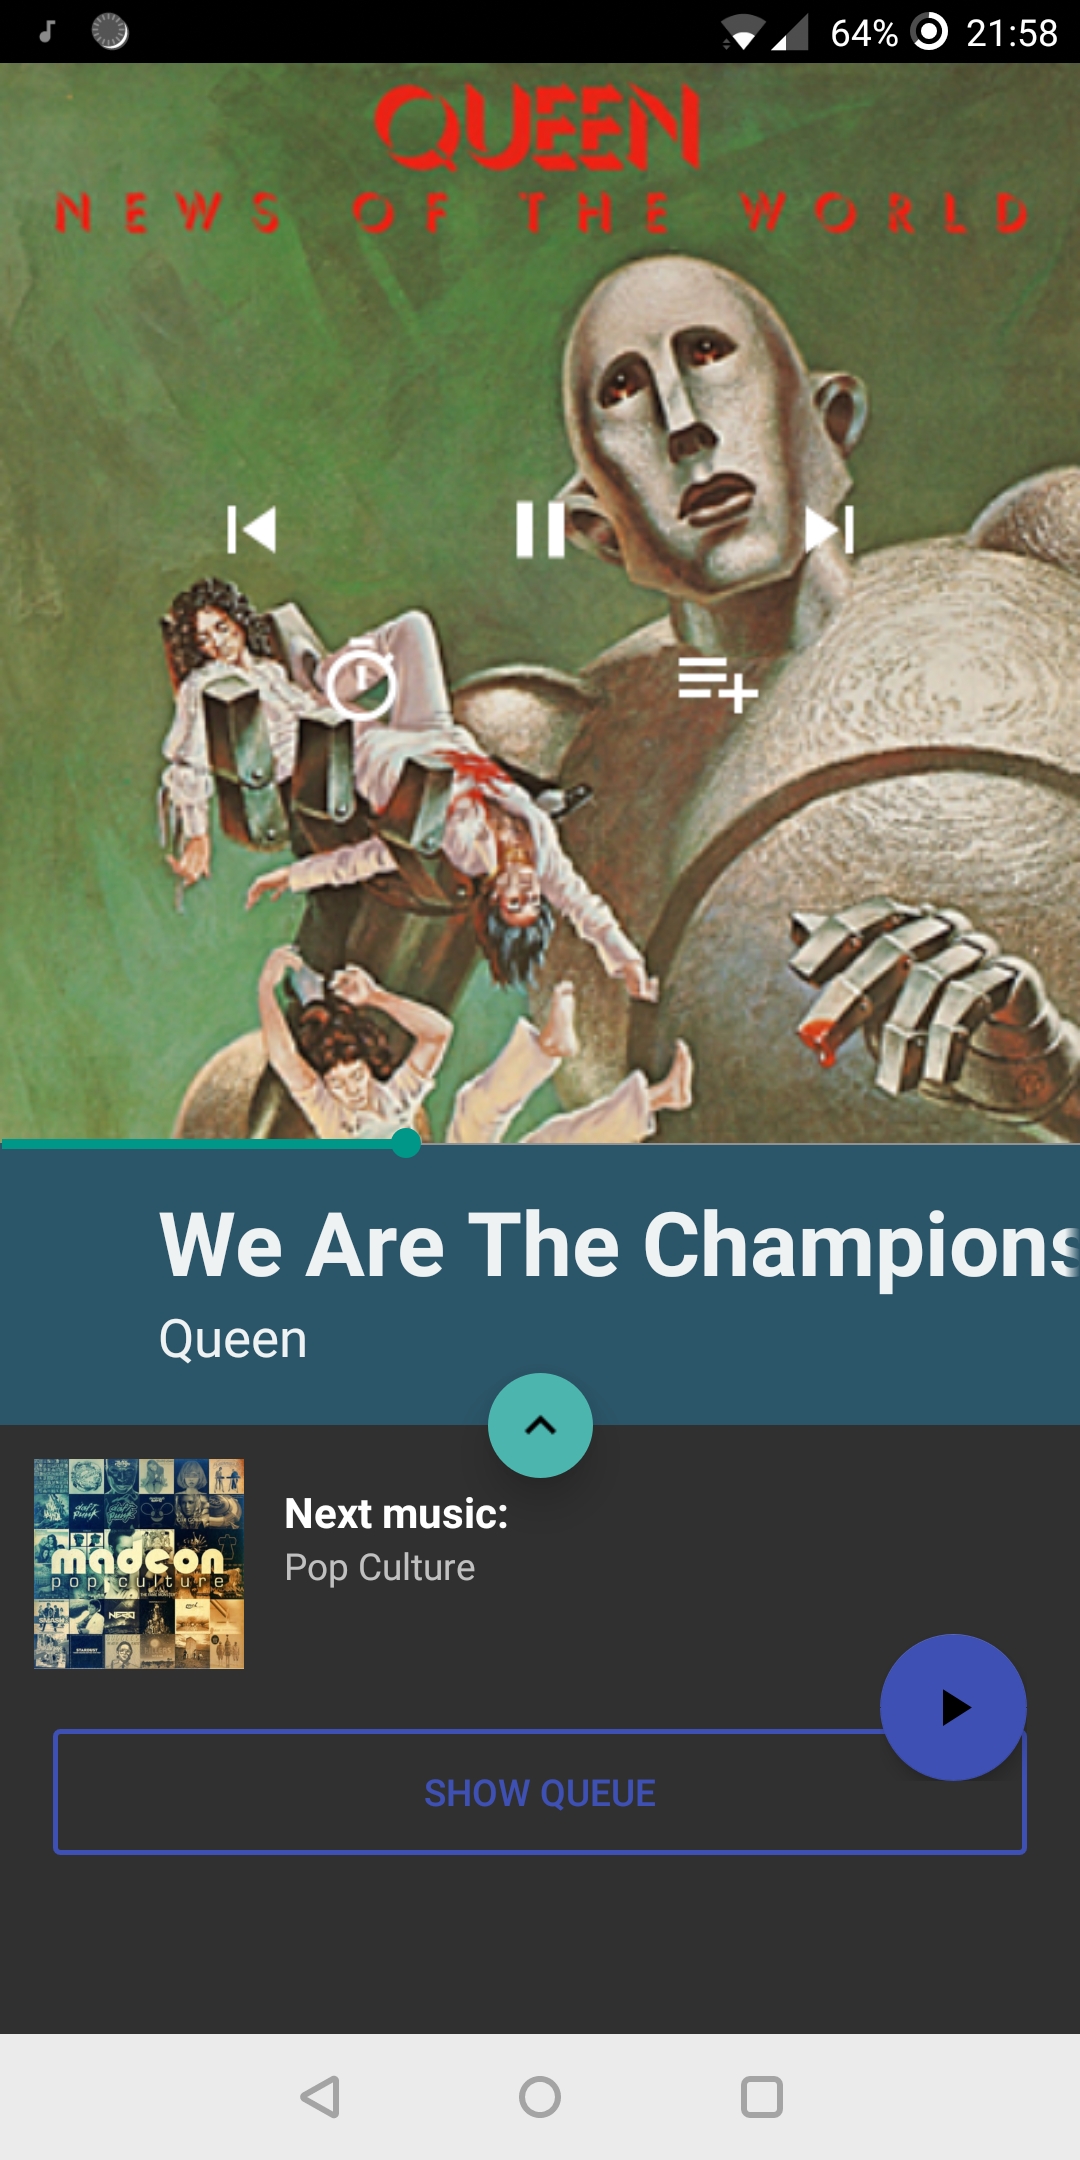 64% 21:58
QUEEN
NEWS OF THE WORLD
We Are The Champions
Queen
madeon
pop culture
Next music:
Pop Culture
SHOW QUEUE